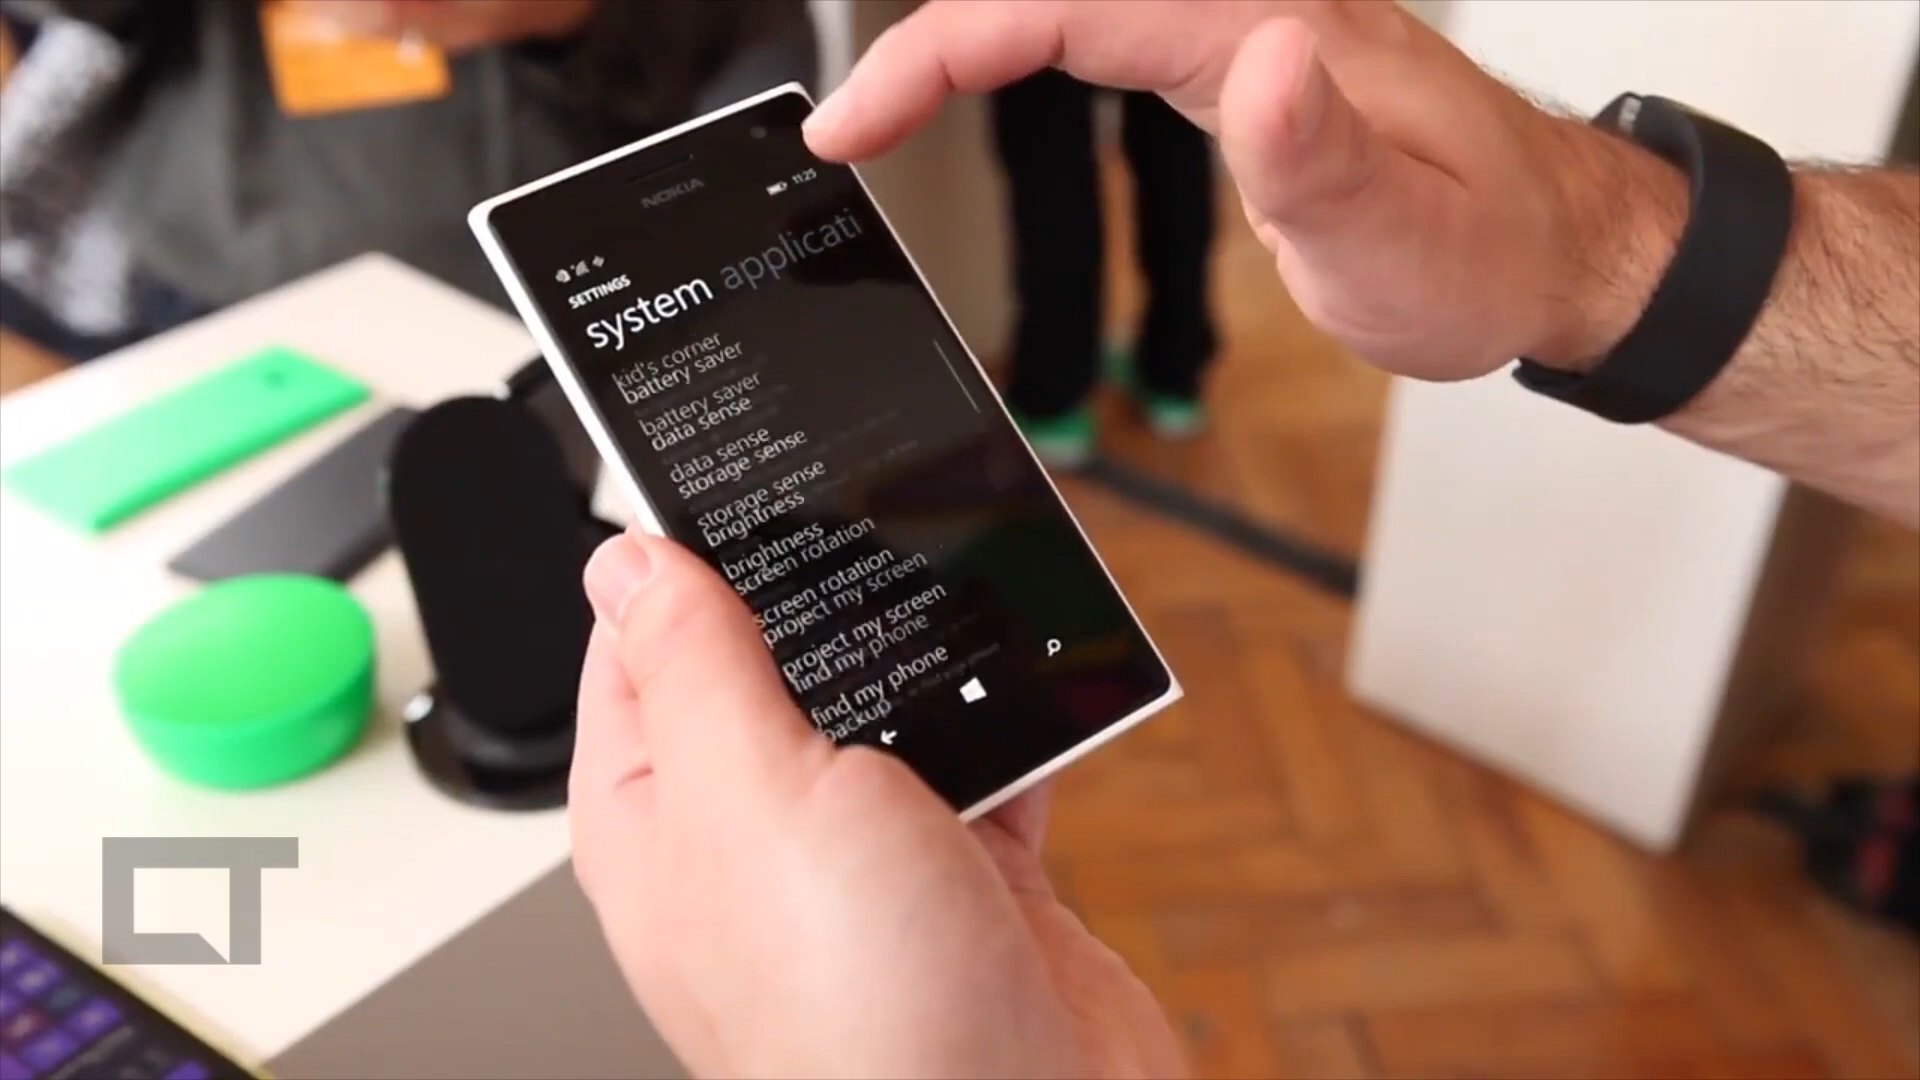 NOKIA
11:25
SETTINGS
system applicati
kid's corner
battery saver
battery saver
data sense
data sense
storage sense
storage sense
brightness
brightness
screen rotation
screen rotation
project my screen
project my screen
find my phone
find my phone
backup
CT